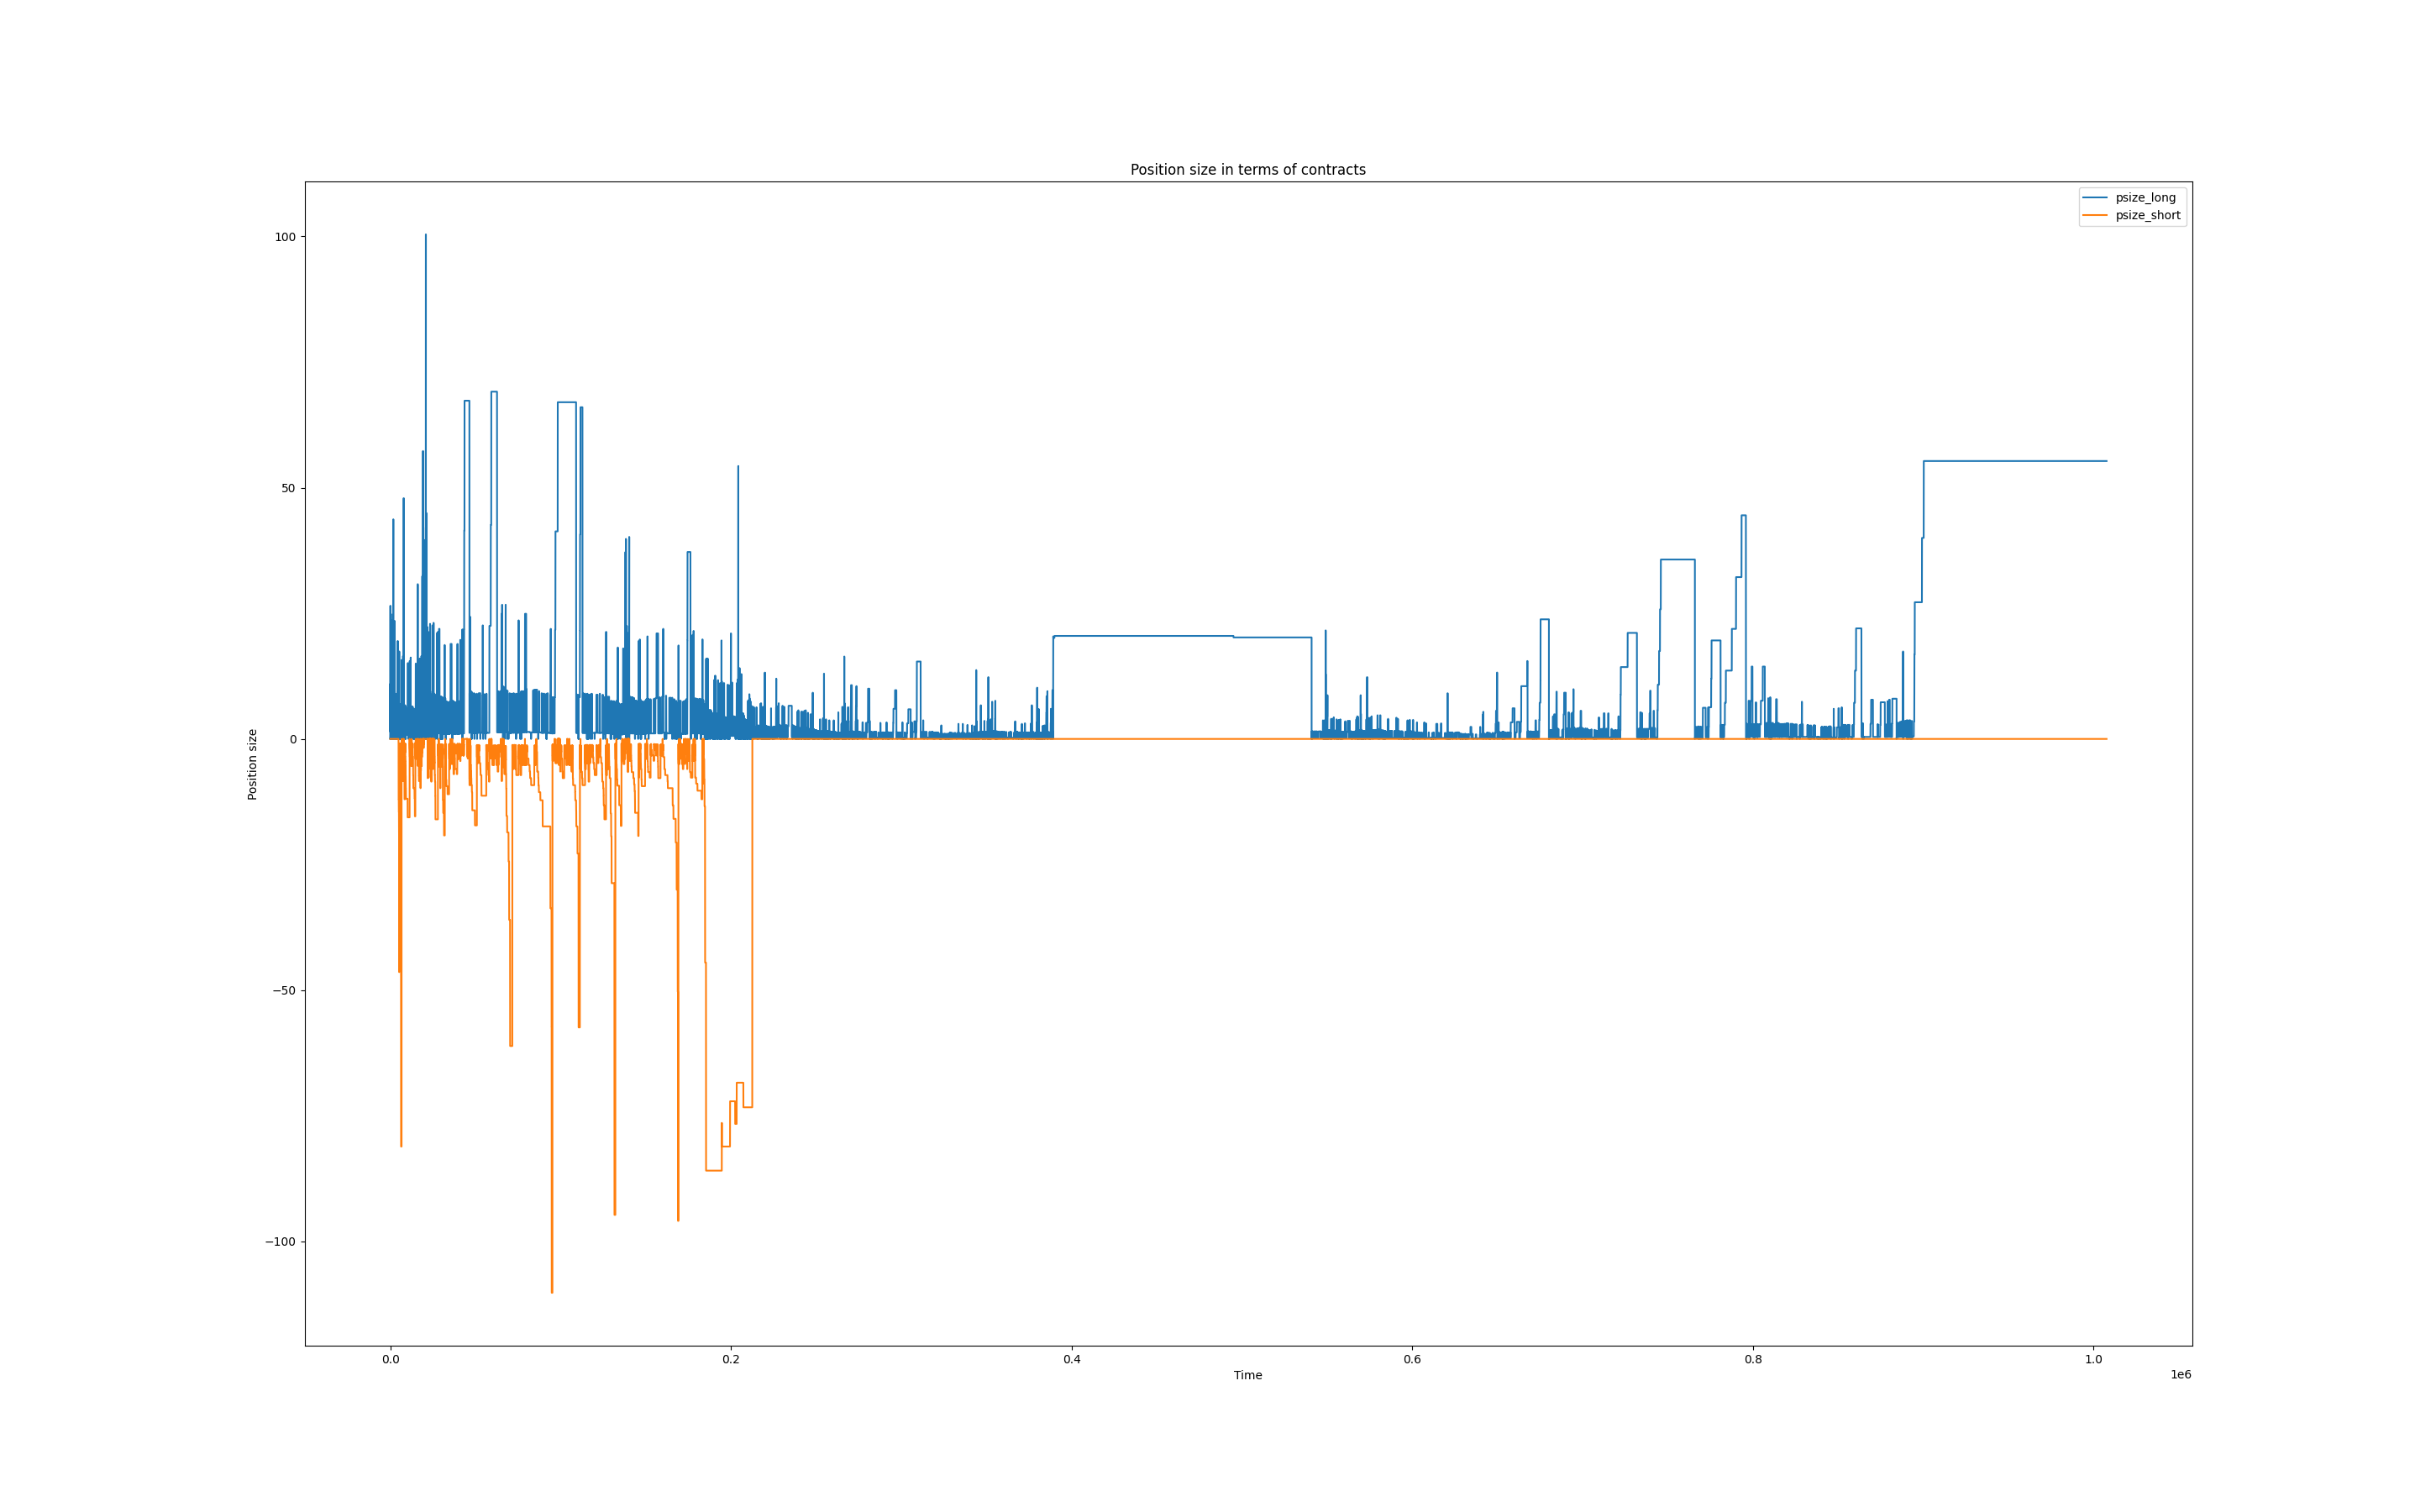 Position size in terms of contracts
psize_long
psize_short
100
50
0
−50
−100
Position size
0.0
0.2
0.4
0.6
0.8
1.0
1e6
Time